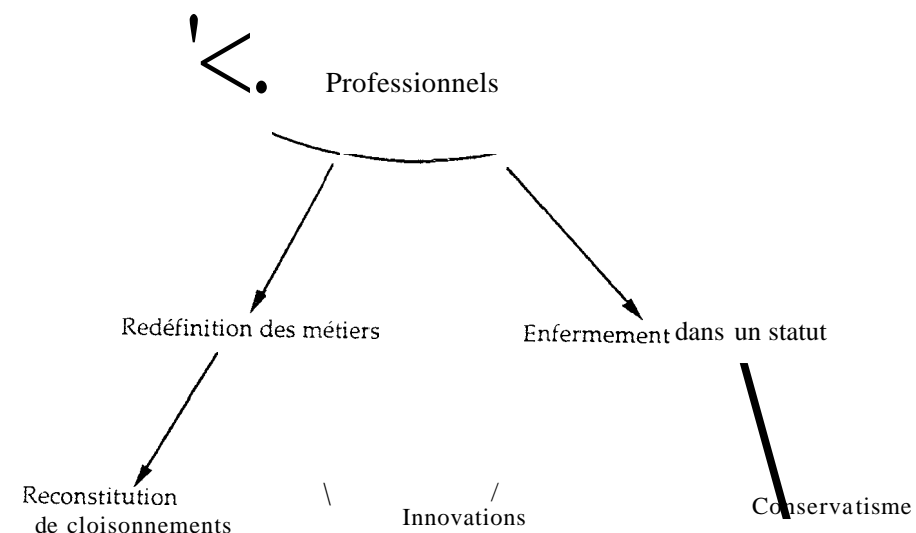 Professionnels
Redéfinition des métiers
Enfermement dans un statut
Reconstitution
de cloisonnements
Innovations
Conservatisme